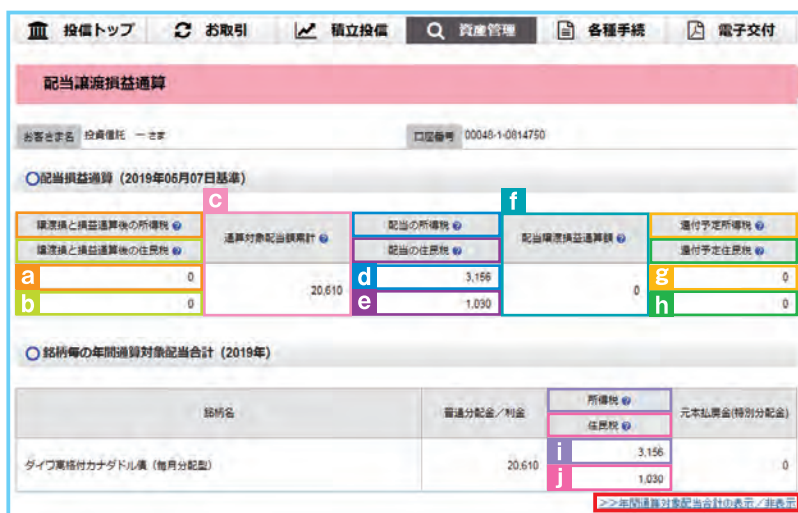 投信トップ お取引 積立投信 資産管理 各種手続 電子交付
配当譲渡損益通算
お客さま名 投資信託 一さま 口座番号 00048-1-0814750
○配当損益通算（2019年05月07日基準）
c f
譲渡損と損益通算後の所得税 通算対象配当額累計 配当の所得税 配当譲渡損益通算額 還付予定所得税
譲渡損と損益通算後の住民税 配当の住民税 還付予定住民税
a 0 20,610 d 3,156 0 g 0
b 0 e 1,030 h 0
○銘柄毎の年間通算対象配当合計（2019年）
銘柄名 普通分配金／利金 所得税 元本払戻金(特別分配金)
住民税
ダイワ高格付カナダドル債（毎月分配型） 20,610 i 3,156 0
j 1,030
>>年間通算対象配当合計の表示／非表示